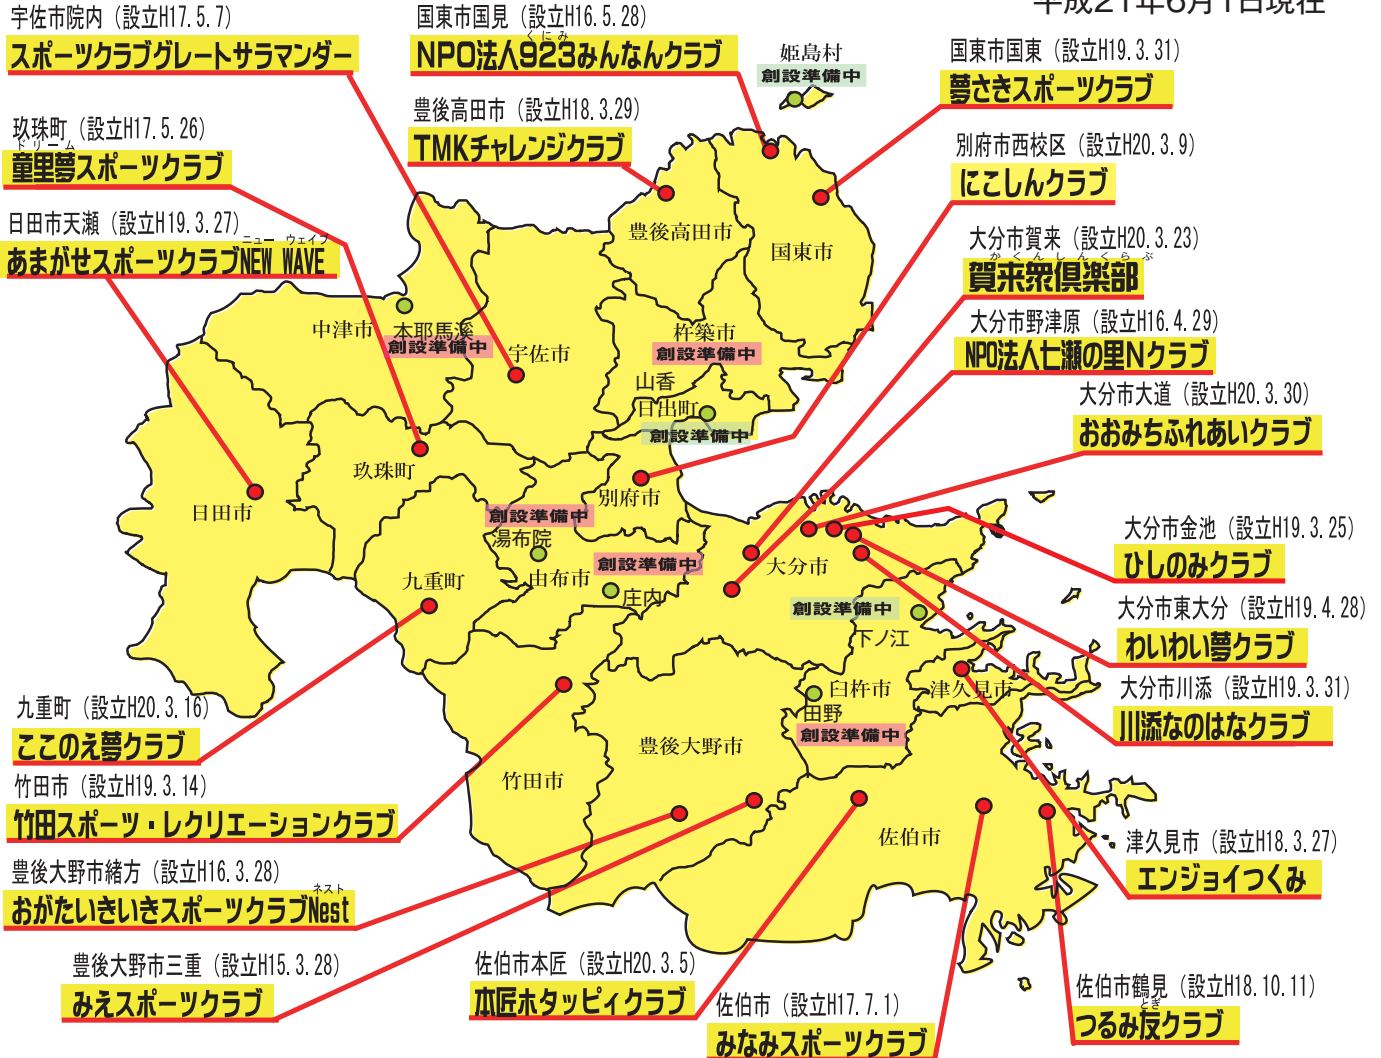 平成21年6月1日現在
宇佐市院内（設立H17.5.7）
スポーツクラブグレートサラマンダー
国東市国見（設立H16.5.28）
くにみ
NPO法人923みんなんクラブ
姫島村
創設準備中
国東市国東（設立H19.3.31）
夢さきスポーツクラブ
玖珠町（設立H17.5.26）
ドリーム
童里夢スポーツクラブ
豊後高田市（設立H18.3.29）
TMKチャレンジクラブ
別府市西校区（設立H20.3.9）
にこしんクラブ
日田市天瀬（設立H19.3.27）
ニュー ウェイブ
あまがせスポーツクラブNEW WAVE
大分市賀来（設立H20.3.23）
かくんしんくらぶ
賀来衆倶楽部
大分市野津原（設立H16.4.29）
NPO法人七瀬の里Nクラブ
大分市大道（設立H20.3.30）
おおみちふれあいクラブ
大分市金池（設立H19.3.25）
ひしのみクラブ
大分市東大分（設立H19.4.28）
わいわい夢クラブ
大分市川添（設立H19.3.31）
川添なのはなクラブ
豊後高田市
国東市
中津市
本耶馬溪
創設準備中
宇佐市
杵築市
創設準備中
山香
日出町
創設準備中
玖珠町
日田市
別府市
創設準備中
湯布院
由布市
創設準備中
庄内
九重町
大分市
創設準備中
下ノ江
臼杵市
田野
創設準備中
津久見市
豊後大野市
竹田市
佐伯市
九重町（設立H20.3.16）
ここのえ夢クラブ
竹田市（設立H19.3.14）
竹田スポーツ・レクリエーションクラブ
豊後大野市緒方（設立H16.3.28）
ネスト
おがたいきいきスポーツクラブNest
豊後大野市三重（設立H15.3.28）
みえスポーツクラブ
佐伯市本匠（設立H20.3.5）
本匠ホタッピィクラブ
佐伯市（設立H17.7.1）
みなみスポーツクラブ
津久見市（設立H18.3.27）
エンジョイつくみ
佐伯市鶴見（設立H18.10.11）
とぎ
つるみ友クラブ